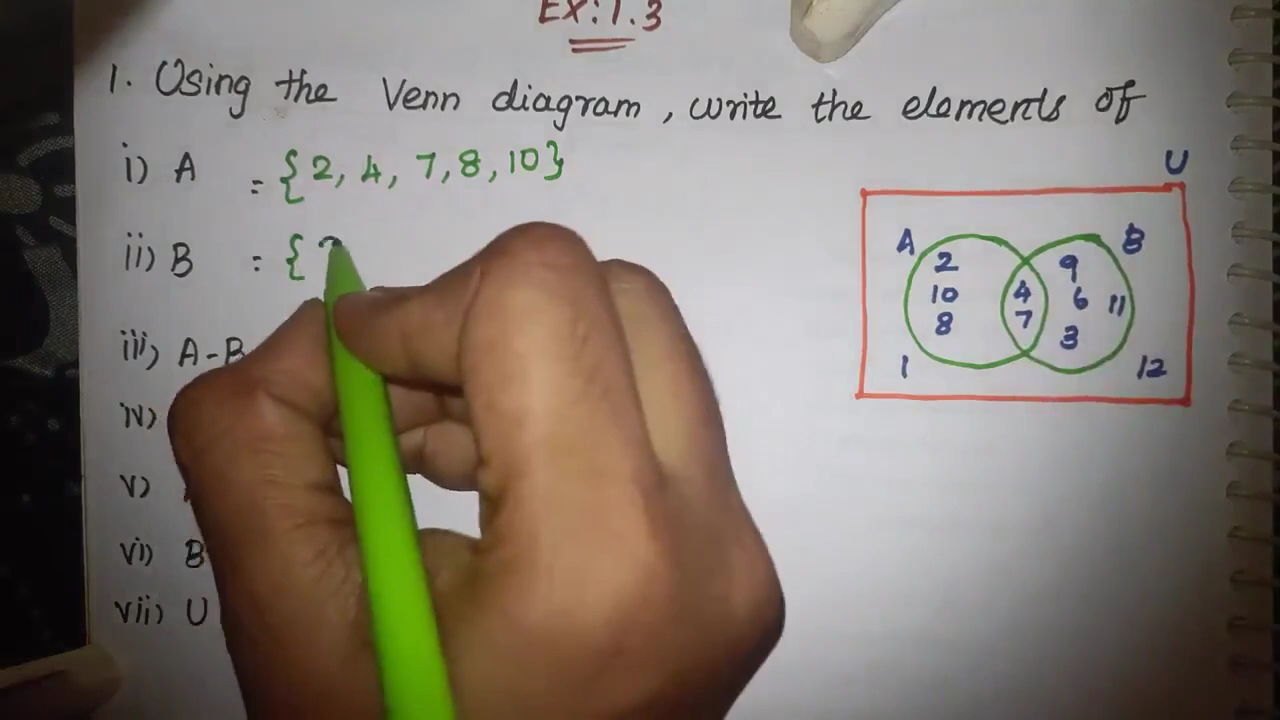 EX:1.3
1. Using the Venn diagram, write the elements of
i) A = {2, 4, 7, 8, 10}
ii) B = {
iii) A-B
iv)
v)
vi) B
vii) U
U
A B
2 9
10 4 6 11
8 7 3
1 12